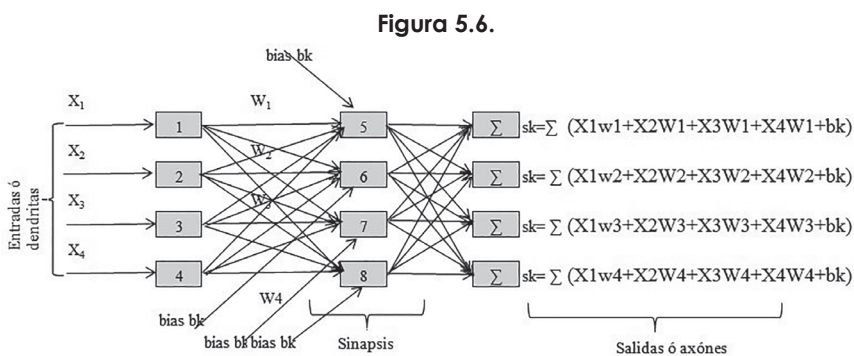 Figura 5.6.
bias bk
X1 W1
1 5 Σ sk=Σ (X1w1+X2W1+X3W1+X4W1+bk)
X2 W2
2 6 Σ sk= Σ (X1w2+X2W2+X3W2+X4W2+bk)
X3 W3
3 7 Σ sk= Σ (X1w3+X2W3+X3W3+X4W3+bk)
X4
4 8 Σ sk= Σ (X1w4+X2W4+X3W4+X4W4+bk)
Entradas ó
dendritas
W4
bias bk
bias bk bias bk
Sinapsis
Salidas ó axónes